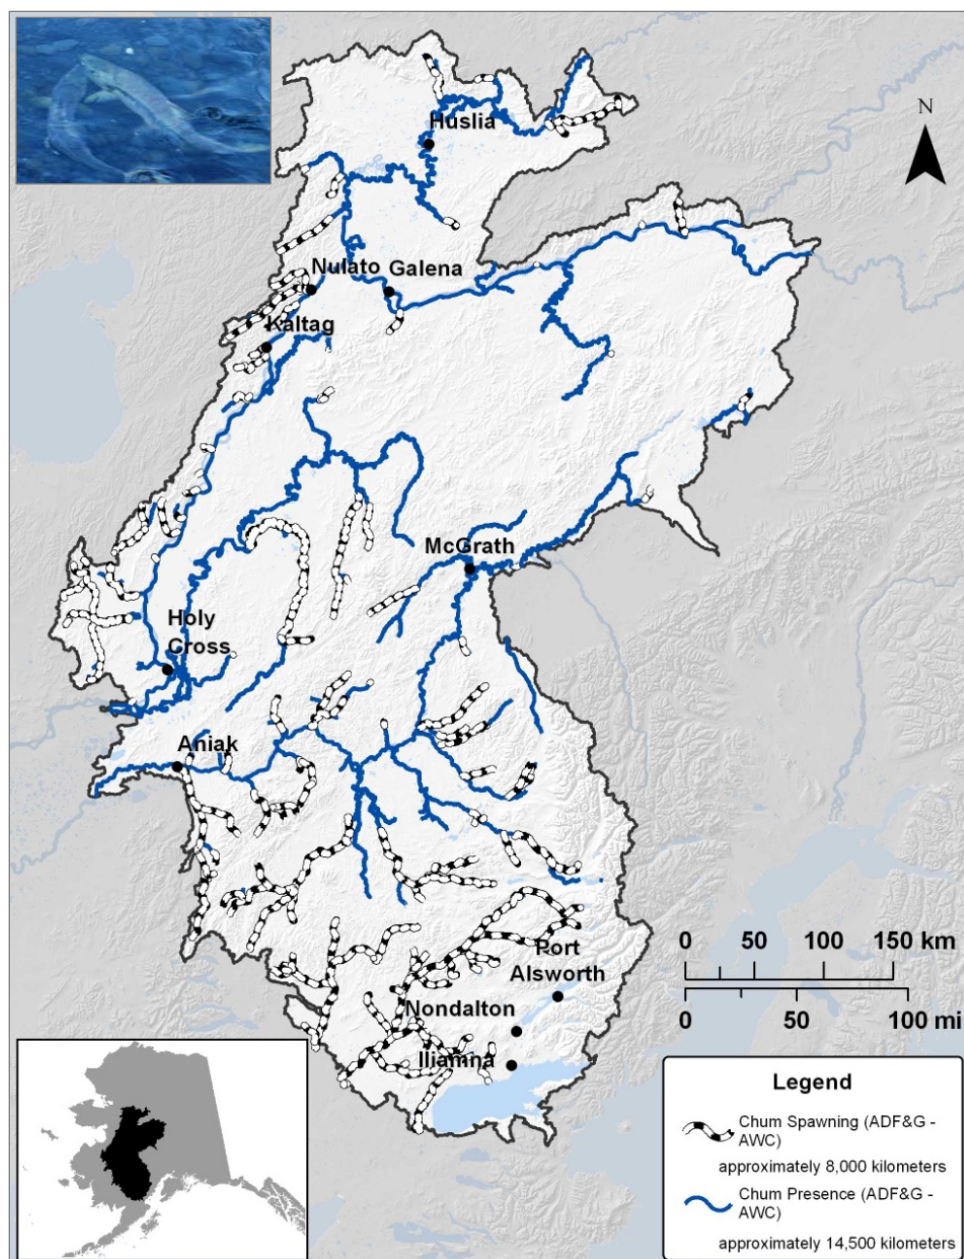 N
Huslia
Nulato
Galena
Kaltag
McGrath
Holy
Cross
Aniak
Port
Alsworth
Nondalton
Iliamna
0 50 100 150 km
0 50 100 mi
Legend
Chum Spawning (ADF&G -
AWC)
approximately 8,000 kilometers
Chum Presence (ADF&G -
AWC)
approximately 14,500 kilometers